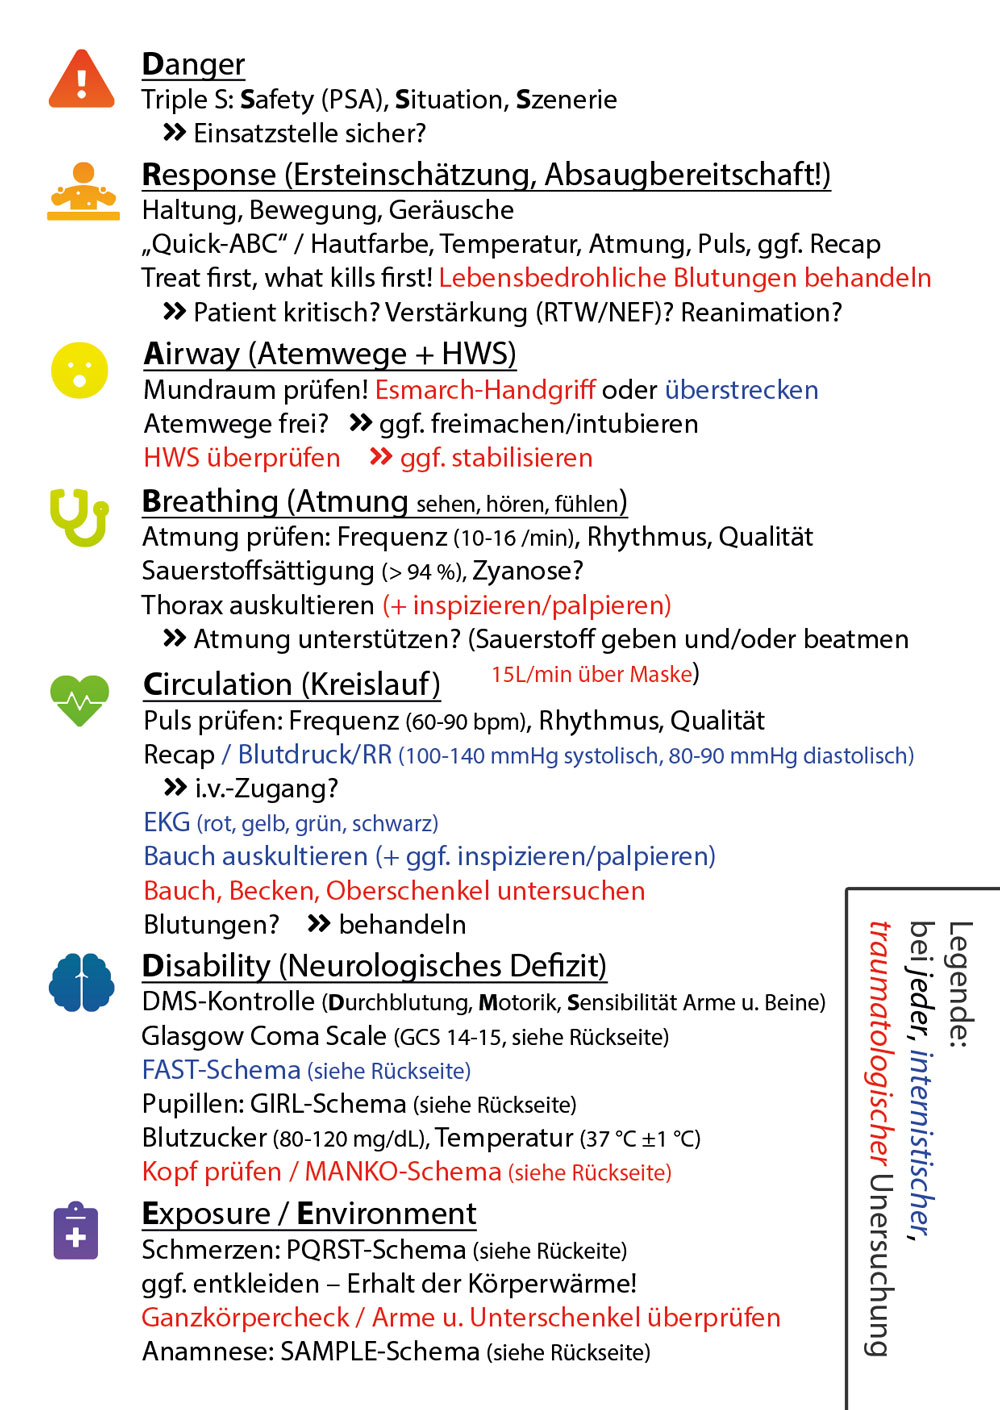 Danger
Triple S: Safety (PSA), Situation, Szenerie
» Einsatzstelle sicher?
Response (Ersteinschätzung, Absaugbereitschaft!)
Haltung, Bewegung, Geräusche
„Quick-ABC“ / Hautfarbe, Temperatur, Atmung, Puls, ggf. Recap
Treat first, what kills first! Lebensbedrohliche Blutungen behandeln
» Patient kritisch? Verstärkung (RTW/NEF)? Reanimation?
Airway (Atemwege + HWS)
Mundraum prüfen! Esmarch-Handgriff oder überstrecken
Atemwege frei? » ggf. freimachen/intubieren
HWS überprüfen » ggf. stabilisieren
Breathing (Atmung sehen, hören, fühlen)
Atmung prüfen: Frequenz (10-16 /min), Rhythmus, Qualität
Sauerstoffsättigung (> 94 %), Zyanose?
Thorax auskultieren (+ inspizieren/palpieren)
» Atmung unterstützen? (Sauerstoff geben und/oder beatmen
15L/min über Maske)
Circulation (Kreislauf)
Puls prüfen: Frequenz (60-90 bpm), Rhythmus, Qualität
Recap / Blutdruck/RR (100-140 mmHg systolisch, 80-90 mmHg diastolisch)
» i.v.-Zugang?
EKG (rot, gelb, grün, schwarz)
Bauch auskultieren (+ ggf. inspizieren/palpieren)
Bauch, Becken, Oberschenkel untersuchen
Blutungen? » behandeln
Disability (Neurologisches Defizit)
DMS-Kontrolle (Durchblutung, Motorik, Sensibilität Arme u. Beine)
Glasgow Coma Scale (GCS 14-15, siehe Rückseite)
FAST-Schema (siehe Rückseite)
Pupillen: GIRL-Schema (siehe Rückseite)
Blutzucker (80-120 mg/dL), Temperatur (37 °C ±1 °C)
Kopf prüfen / MANKO-Schema (siehe Rückseite)
Exposure / Environment
Schmerzen: PQRST-Schema (siehe Rückeite)
ggf. entkleiden – Erhalt der Körperwärme!
Ganzkörpercheck / Arme u. Unterschenkel überprüfen
Anamnese: SAMPLE-Schema (siehe Rückseite)
Legende:
bei jeder, internistischer,
traumatologischer Unersuchung